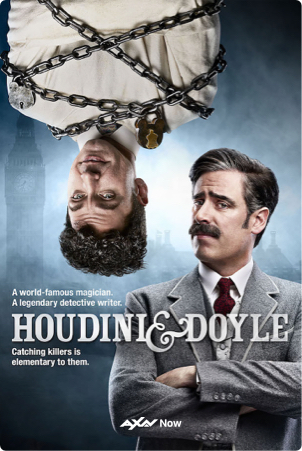 A world-famous magician.
A legendary detective writer.
HOUDINI & DOYLE
Catching killers is
elementary to them.
AXN Now